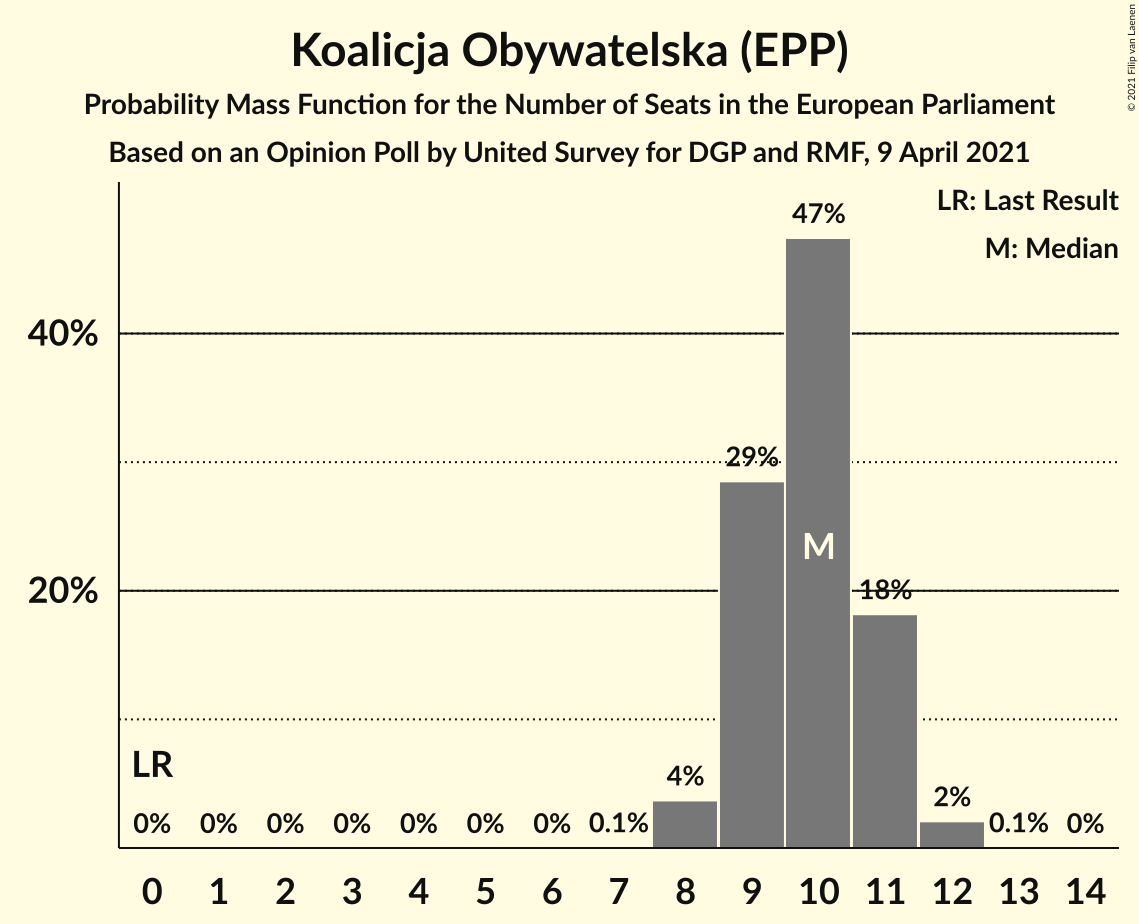 Koalicja Obywatelska (EPP)
Probability Mass Function for the Number of Seats in the European Parliament
Based on an Opinion Poll by United Survey for DGP and RMF, 9 April 2021
© 2021 Filip van Laenen
LR: Last Result
M: Median
47%
40%
29%
M
20%
18%
LR
4%
2%
0% 0% 0% 0% 0% 0% 0% 0.1% 0.1% 0%
0 1 2 3 4 5 6 7 8 9 10 11 12 13 14